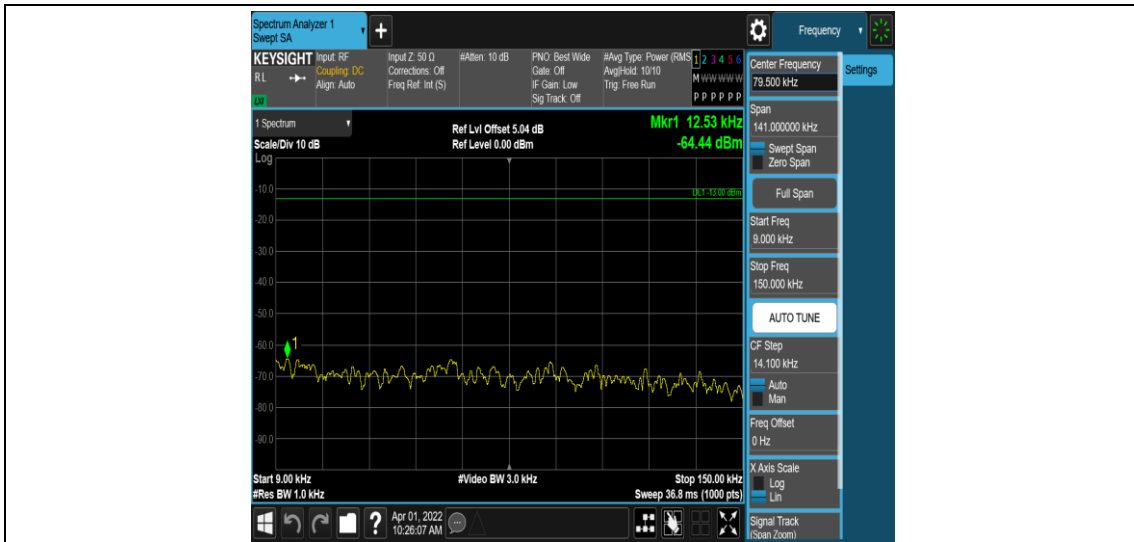 Spectrum Analyzer 1
Swept SA
Frequency
KEYSIGHT
RL
LXI
Input: RF
Coupling: DC
Align: Auto
Input Z: 50 Ω
Corrections: Off
Freq Ref: Int (S)
#Atten: 10 dB
PNO: Best Wide
Gate: Off
IF Gain: Low
Sig Track: Off
#Avg Type: Power (RMS
Avg|Hold: 10/10
Trig: Free Run
1 2 3 4 5 6
M W W W W W
P P P P P P
Center Frequency
79.500 kHz
Settings
1 Spectrum
Scale/Div 10 dB
Ref Lvl Offset 5.04 dB
Ref Level 0.00 dBm
Mkr1 12.53 kHz
-64.44 dBm
Log
DL1 -13.00 dBm
-10.0
-20.0
-30.0
-40.0
-50.0
-60.0
-70.0
-80.0
-90.0
1
Start 9.00 kHz
#Res BW 1.0 kHz
#Video BW 3.0 kHz
Stop 150.00 kHz
Sweep 36.8 ms (1000 pts)
Span
141.000000 kHz
Swept Span
Zero Span
Full Span
Start Freq
9.000 kHz
Stop Freq
150.000 kHz
AUTO TUNE
CF Step
14.100 kHz
Auto
Man
Freq Offset
0 Hz
X Axis Scale
Log
Lin
Signal Track
(Span Zoom)
?
Apr 01, 2022
10:26:07 AM